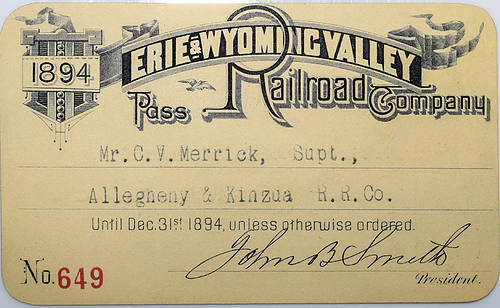 1894
ERIE & WYOMING VALLEY
Pass Railroad Company
Mr. C. V. Merrick, Supt.,
Allegheny & Kinzua R.R.Co.
Until Dec. 31st 1894, unless otherwise ordered.
John B Smith
No. 649
President.